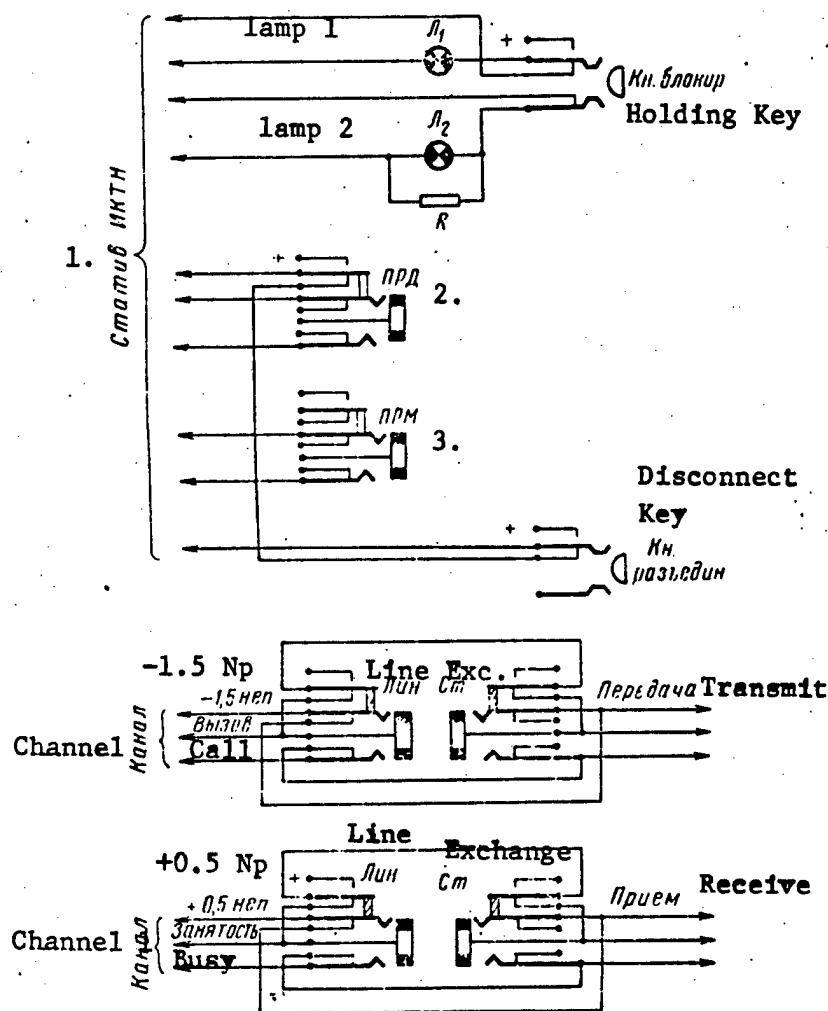 lamp 1
Л₁
+
Кн. блокир
Holding Key
lamp 2
Л₂
R
1.
Статив ИКТН
+
ПРД
2.
ПРМ
3.
Disconnect
Key
+
Кн.
разъедин
-1.5 Np
Line Exc.
-1,5 неп
Лин Ст
Передача Transmit
Вызов
Channel
Канал
Call
Line
Exchange
+0.5 Np
+
Лин
Ст
+0,5 неп
Прием
Receive
Занятость
Channel
Канал
Busy